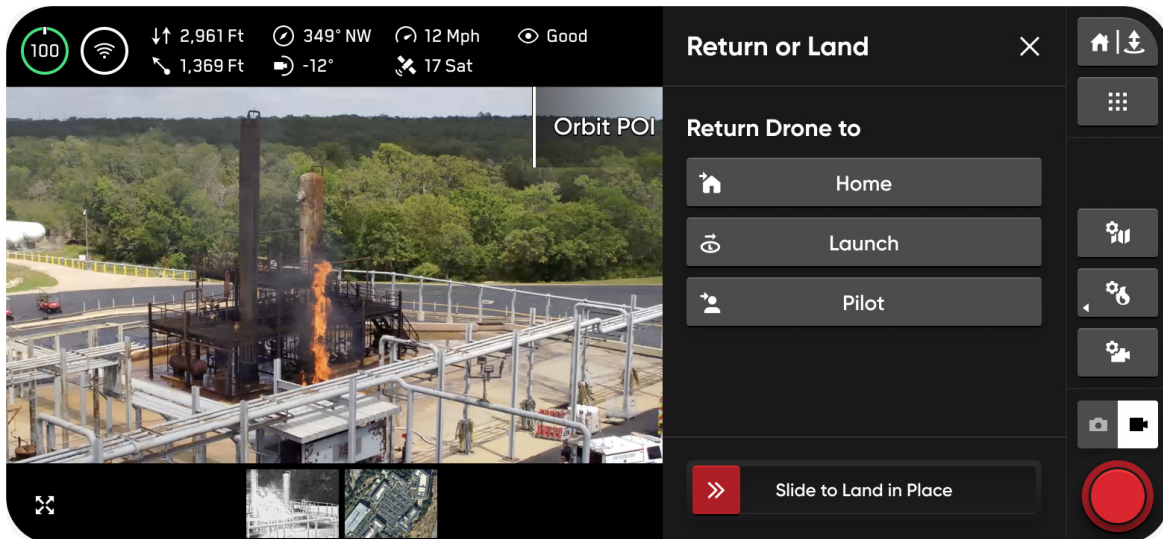 100
2,961 Ft
349° NW
12 Mph
Good
1,369 Ft
-12°
17 Sat
Orbit POI
Return or Land
Return Drone to
Home
Launch
Pilot
Slide to Land in Place